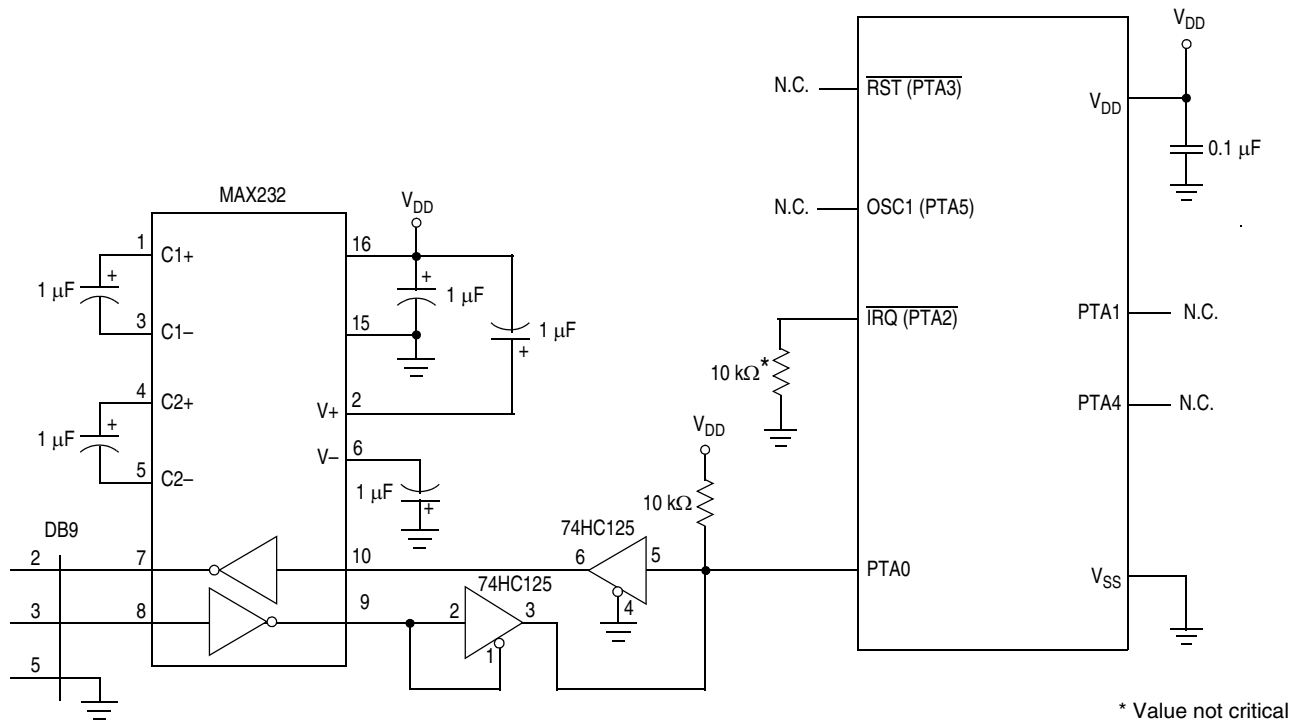 V_DD
N.C.
RST (PTA3)
V_DD
0.1 μF
MAX232
V_DD
N.C.
OSC1 (PTA5)
1
C1+
16
+
1 μF
+
1 μF
3
C1–
15
1 μF
+
IRQ (PTA2)
PTA1
N.C.
10 kΩ*
4
C2+
V+
2
PTA4
N.C.
+
1 μF
V_DD
6
V–
5
C2–
1 μF
+
10 kΩ
DB9
74HC125
2
7
10
6
5
4
PTA0
V_SS
74HC125
3
8
9
2
3
1
5
* Value not critical